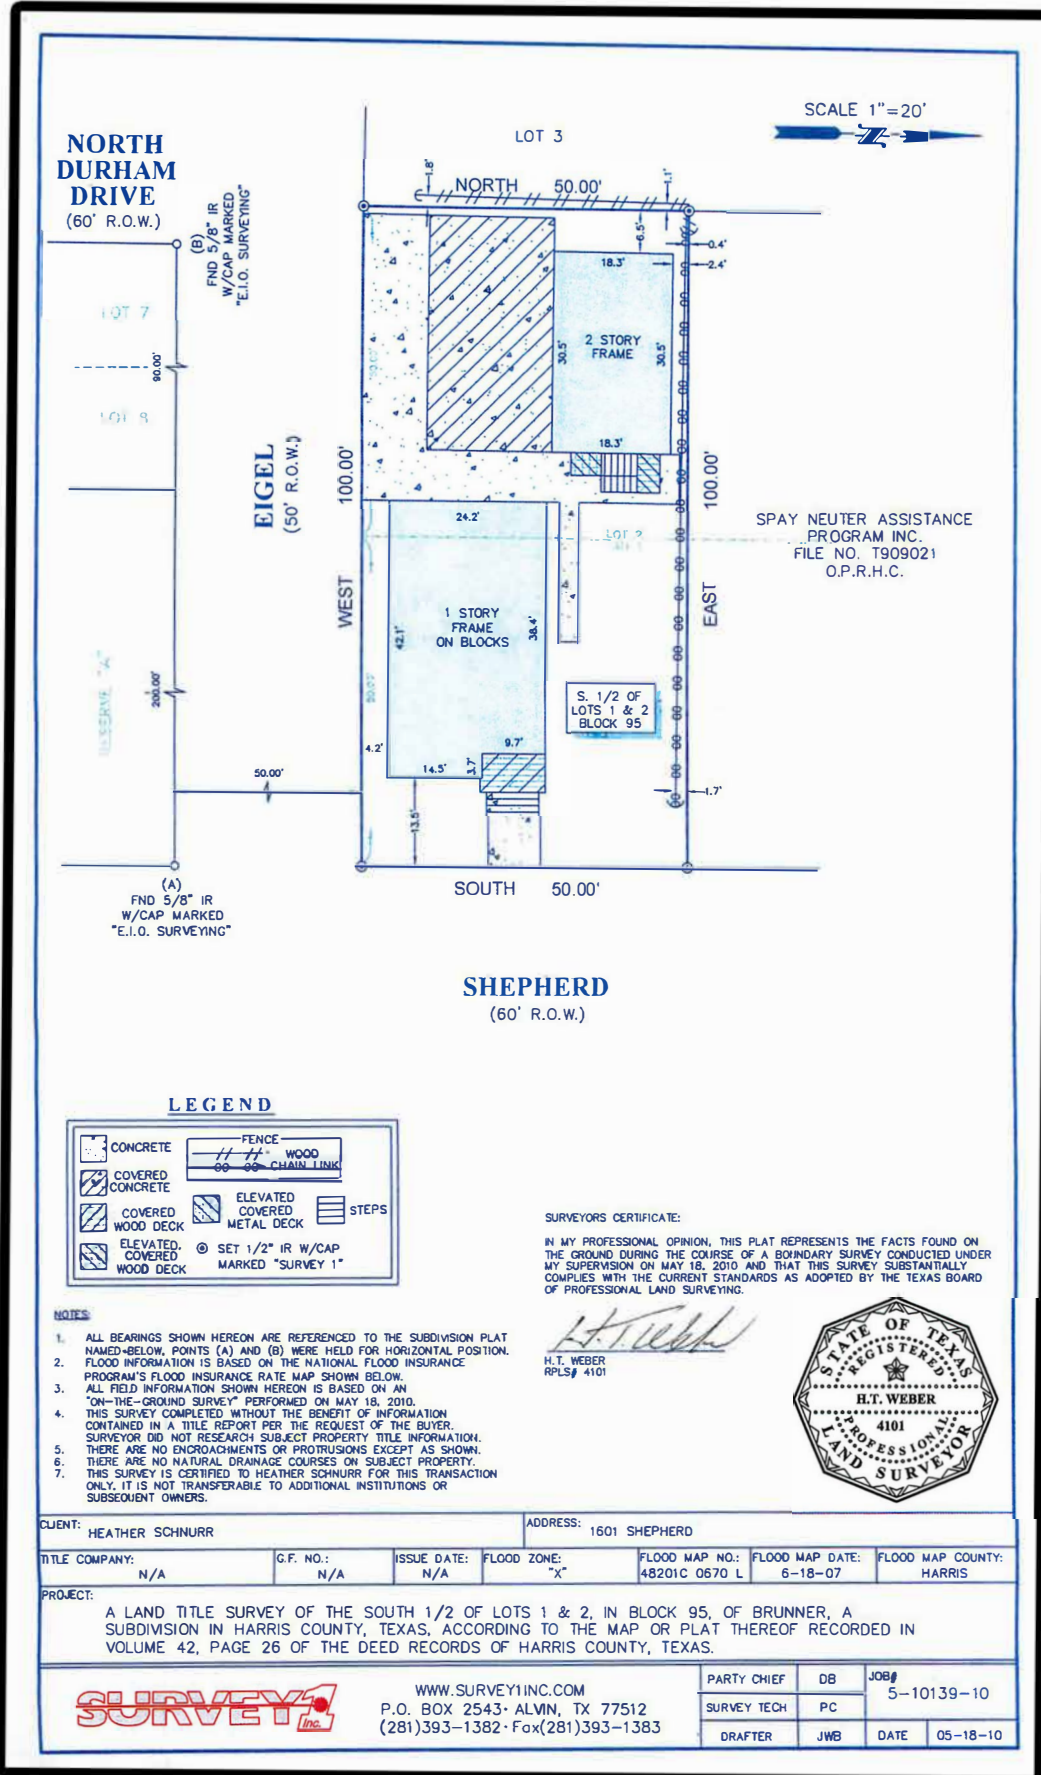 SCALE 1"=20'
N
LOT 3
NORTH
DURHAM
DRIVE
(60' R.O.W.)
(B)
FND 5/8" IR
W/CAP MARKED
"E.I.O. SURVEYING"
1.8'
NORTH 50.00'
1.1'
6.5'
0.4'
2.4'
18.3'
2 STORY
FRAME
30.5'
30.5'
18.3'
LOT 7
90.00'
LOT 8
50.00'
EIGEL
(50' R.O.W.)
100.00'
WEST
100.00'
EAST
SPAY NEUTER ASSISTANCE
PROGRAM INC.
FILE NO. T909021
O.P.R.H.C.
24.2'
LOT 2
1 STORY
FRAME
ON BLOCKS
42.1'
38.4'
RESERVE "A"
200.00'
50.00'
S. 1/2 OF
LOTS 1 & 2
BLOCK 95
4.2'
9.7'
14.5'
3.7'
50.00'
13.5'
1.7'
SOUTH 50.00'
(A)
FND 5/8" IR
W/CAP MARKED
"E.I.O. SURVEYING"
SHEPHERD
(60' R.O.W.)
LEGEND
CONCRETE
FENCE
WOOD
CHAIN LINK
COVERED
CONCRETE
COVERED
WOOD DECK
ELEVATED
COVERED
METAL DECK
STEPS
ELEVATED.
COVERED
WOOD DECK
SET 1/2" IR W/CAP
MARKED "SURVEY 1"
SURVEYORS CERTIFICATE:
IN MY PROFESSIONAL OPINION, THIS PLAT REPRESENTS THE FACTS FOUND ON
THE GROUND DURING THE COURSE OF A BOUNDARY SURVEY CONDUCTED UNDER
MY SUPERVISION ON MAY 18, 2010 AND THAT THIS SURVEY SUBSTANTIALLY
COMPLIES WITH THE CURRENT STANDARDS AS ADOPTED BY THE TEXAS BOARD
OF PROFESSIONAL LAND SURVEYING.
H.T. Weber
H.T. WEBER
RPLS# 4101
STATE OF TEXAS
REGISTERED
H.T. WEBER
4101
PROFESSIONAL
LAND SURVEYOR
NOTES:
1. ALL BEARINGS SHOWN HEREON ARE REFERENCED TO THE SUBDIVISION PLAT
NAMED-BELOW, POINTS (A) AND (B) WERE HELD FOR HORIZONTAL POSITION.
2. FLOOD INFORMATION IS BASED ON THE NATIONAL FLOOD INSURANCE
PROGRAM'S FLOOD INSURANCE RATE MAP SHOWN BELOW.
3. ALL FIELD INFORMATION SHOWN HEREON IS BASED ON AN
"ON-THE-GROUND SURVEY" PERFORMED ON MAY 18, 2010.
4. THIS SURVEY COMPLETED WITHOUT THE BENEFIT OF INFORMATION
CONTAINED IN A TITLE REPORT PER THE REQUEST OF THE BUYER.
SURVEYOR DID NOT RESEARCH SUBJECT PROPERTY TITLE INFORMATION.
5. THERE ARE NO ENCROACHMENTS OR PROTRUSIONS EXCEPT AS SHOWN.
6. THERE ARE NO NATURAL DRAINAGE COURSES ON SUBJECT PROPERTY.
7. THIS SURVEY IS CERTIFIED TO HEATHER SCHNURR FOR THIS TRANSACTION
ONLY, IT IS NOT TRANSFERABLE TO ADDITIONAL INSTITUTIONS OR
SUBSEQUENT OWNERS.
CLIENT: HEATHER SCHNURR
ADDRESS: 1601 SHEPHERD
TITLE COMPANY: N/A
G.F. NO.: N/A
ISSUE DATE: N/A
FLOOD ZONE: "X"
FLOOD MAP NO.: 48201C 0670 L
FLOOD MAP DATE: 6-18-07
FLOOD MAP COUNTY: HARRIS
PROJECT:
A LAND TITLE SURVEY OF THE SOUTH 1/2 OF LOTS 1 & 2, IN BLOCK 95, OF BRUNNER, A
SUBDIVISION IN HARRIS COUNTY, TEXAS, ACCORDING TO THE MAP OR PLAT THEREOF RECORDED IN
VOLUME 42, PAGE 26 OF THE DEED RECORDS OF HARRIS COUNTY, TEXAS.
SURVEY 1 Inc.
WWW.SURVEY1INC.COM
P.O. BOX 2543· ALVIN, TX 77512
(281)393-1382·Fax(281)393-1383
PARTY CHIEF DB
SURVEY TECH PC
DRAFTER JWB
JOB# 5-10139-10
DATE 05-18-10